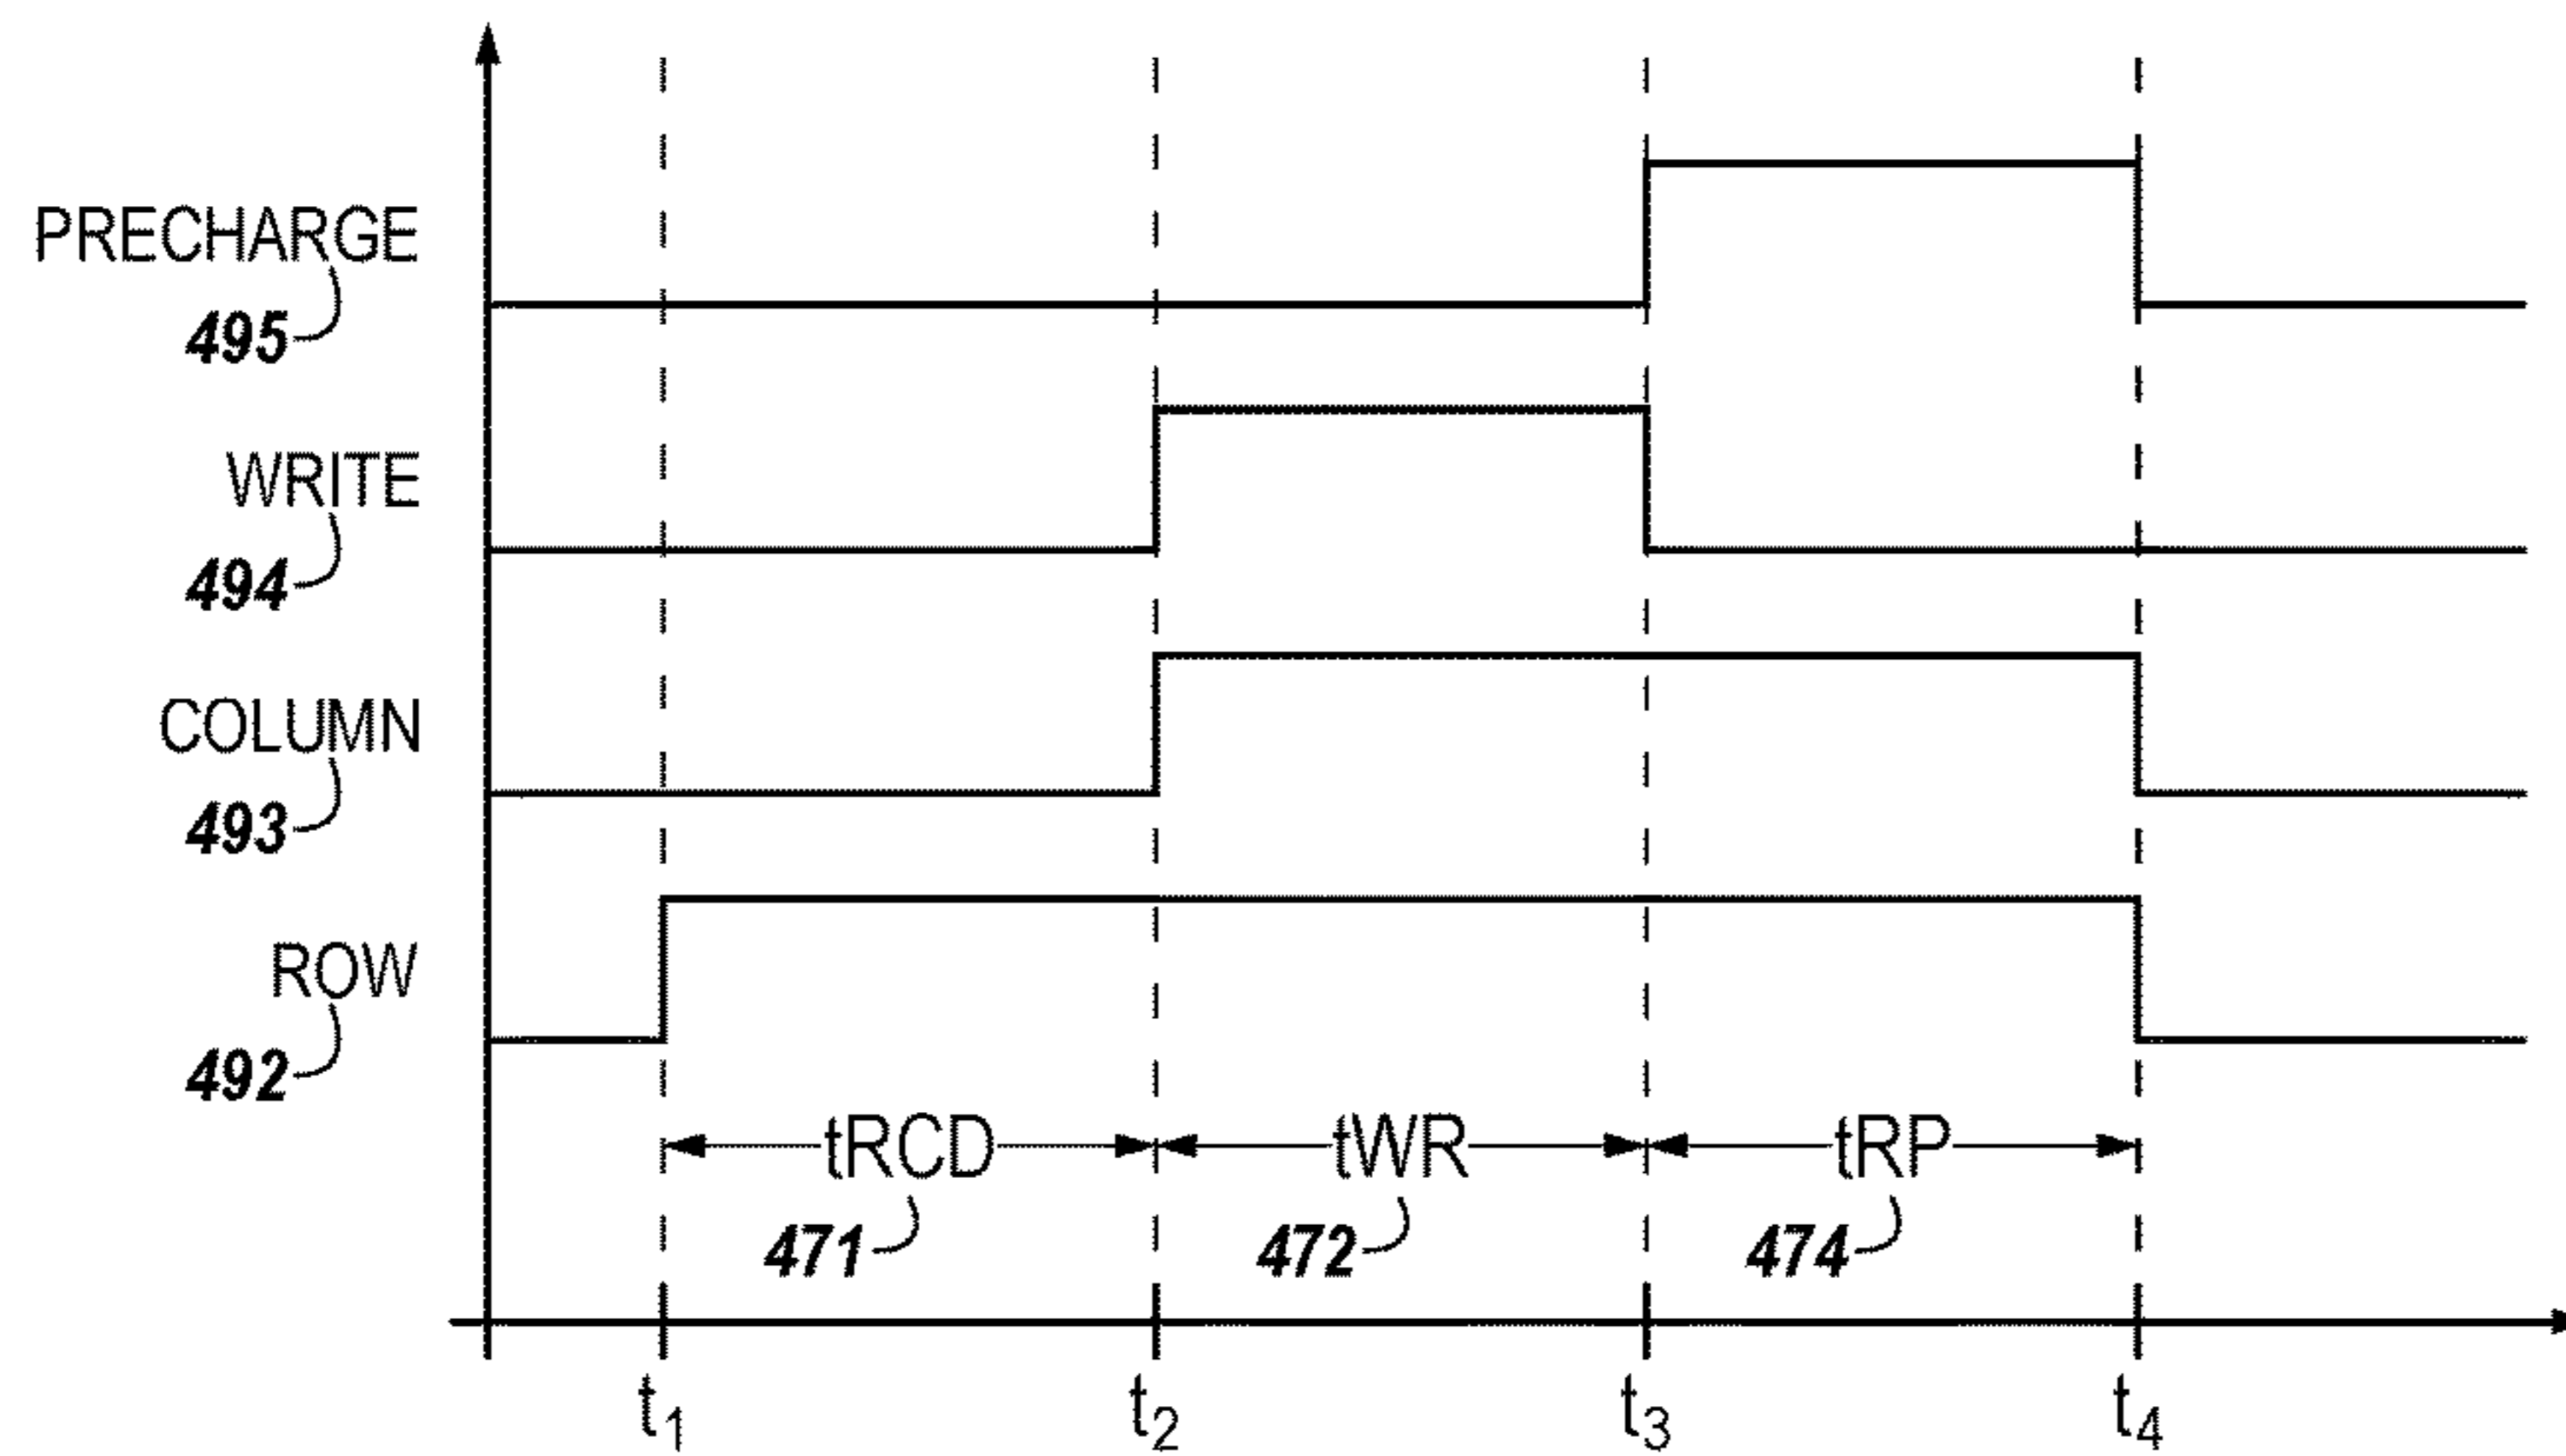 PRECHARGE
495
WRITE
494
COLUMN
493
ROW
492
tRCD tWR tRP
471 472 474
t1 t2 t3 t4